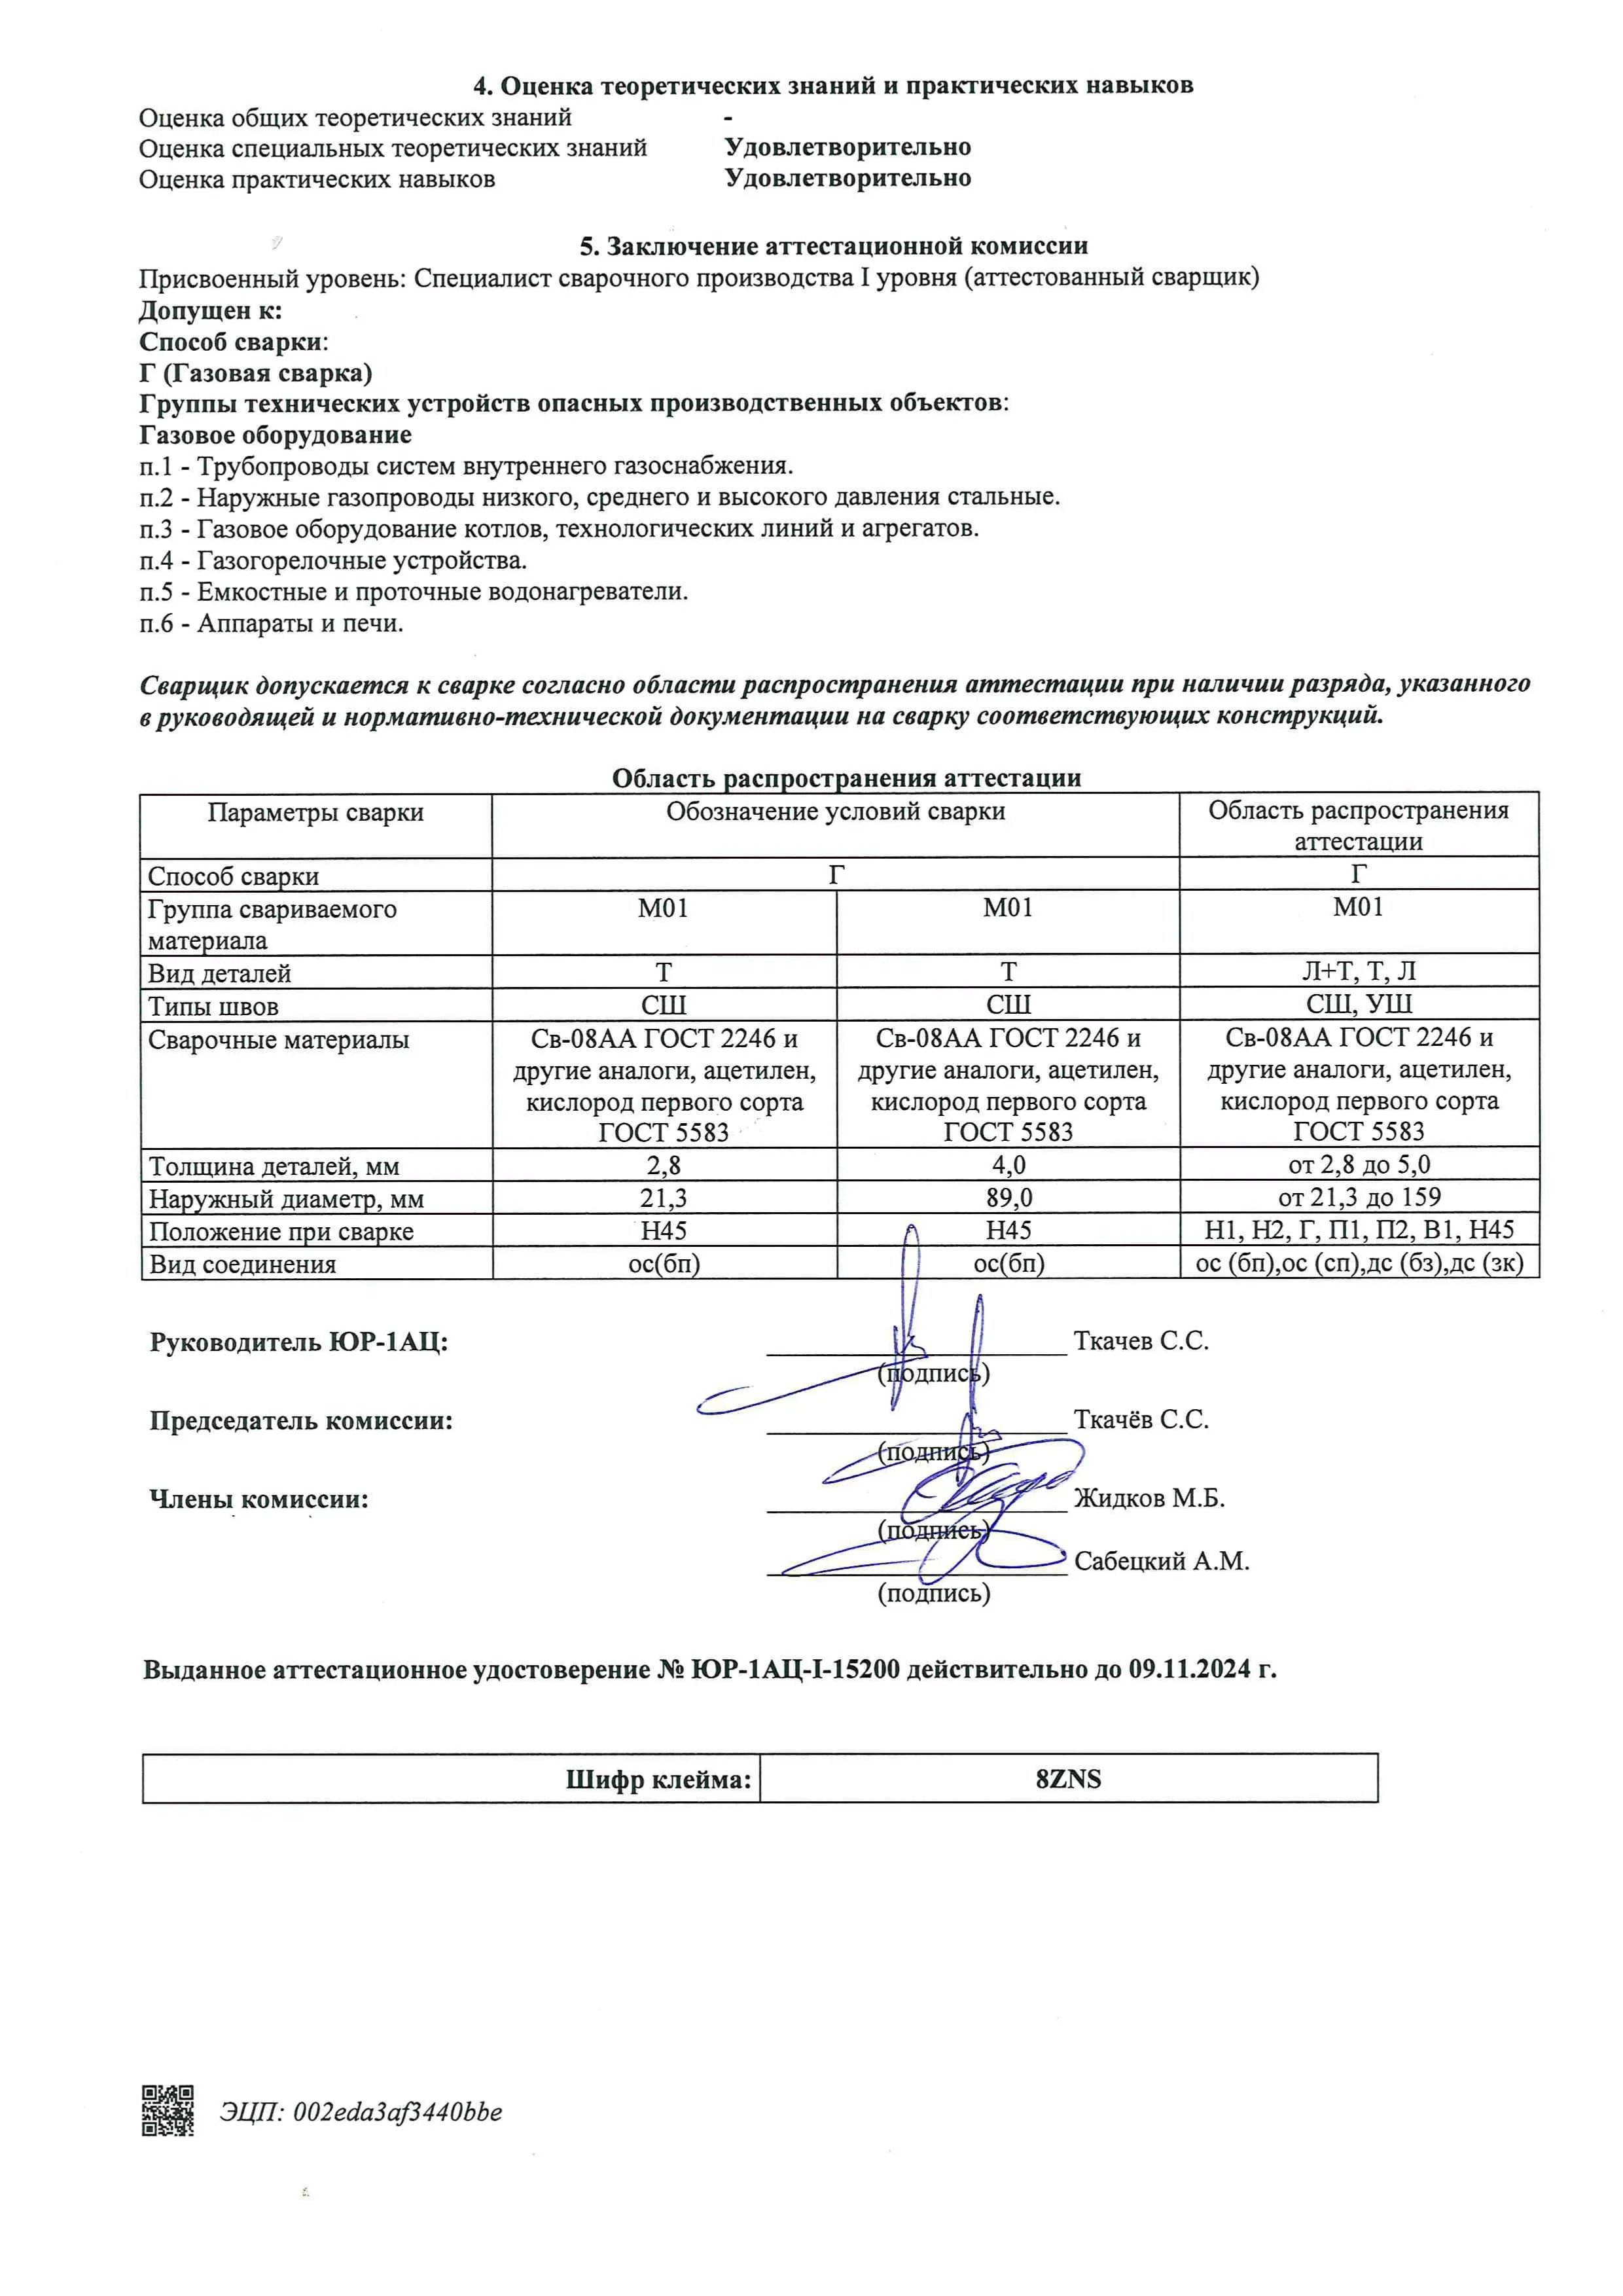 4. Оценка теоретических знаний и практических навыков
Оценка общих теоретических знаний -
Оценка специальных теоретических знаний Удовлетворительно
Оценка практических навыков Удовлетворительно
5. Заключение аттестационной комиссии
Присвоенный уровень: Специалист сварочного производства I уровня (аттестованный сварщик)
Допущен к:
Способ сварки:
Г (Газовая сварка)
Группы технических устройств опасных производственных объектов:
Газовое оборудование
п.1 - Трубопроводы систем внутреннего газоснабжения.
п.2 - Наружные газопроводы низкого, среднего и высокого давления стальные.
п.3 - Газовое оборудование котлов, технологических линий и агрегатов.
п.4 - Газогорелочные устройства.
п.5 - Емкостные и проточные водонагреватели.
п.6 - Аппараты и печи.
Сварщик допускается к сварке согласно области распространения аттестации при наличии разряда, указанного
в руководящей и нормативно-технической документации на сварку соответствующих конструкций.
Область распространения аттестации
Параметры сварки Обозначение условий сварки Область распространения
аттестации
Способ сварки Г Г
Группа свариваемого М01 М01 М01
материала
Вид деталей Т Т Л+Т, Т, Л
Типы швов СШ СШ СШ, УШ
Сварочные материалы Св-08АА ГОСТ 2246 и Св-08АА ГОСТ 2246 и Св-08АА ГОСТ 2246 и
другие аналоги, ацетилен, другие аналоги, ацетилен, другие аналоги, ацетилен,
кислород первого сорта кислород первого сорта кислород первого сорта
ГОСТ 5583 ГОСТ 5583 ГОСТ 5583
Толщина деталей, мм 2,8 4,0 от 2,8 до 5,0
Наружный диаметр, мм 21,3 89,0 от 21,3 до 159
Положение при сварке Н45 Н45 Н1, Н2, Г, П1, П2, В1, Н45
Вид соединения ос(бп) ос(бп) ос (бп),ос (сп),дс (бз),дс (зк)
Руководитель ЮР-1АЦ: Ткачев С.С.
(подпись)
Председатель комиссии: Ткачёв С.С.
(подпись)
Члены комиссии: Жидков М.Б.
(подпись)
Сабецкий А.М.
(подпись)
Выданное аттестационное удостоверение № ЮР-1АЦ-I-15200 действительно до 09.11.2024 г.
Шифр клейма: 8ZNS
ЭЦП: 002eda3af3440bbe